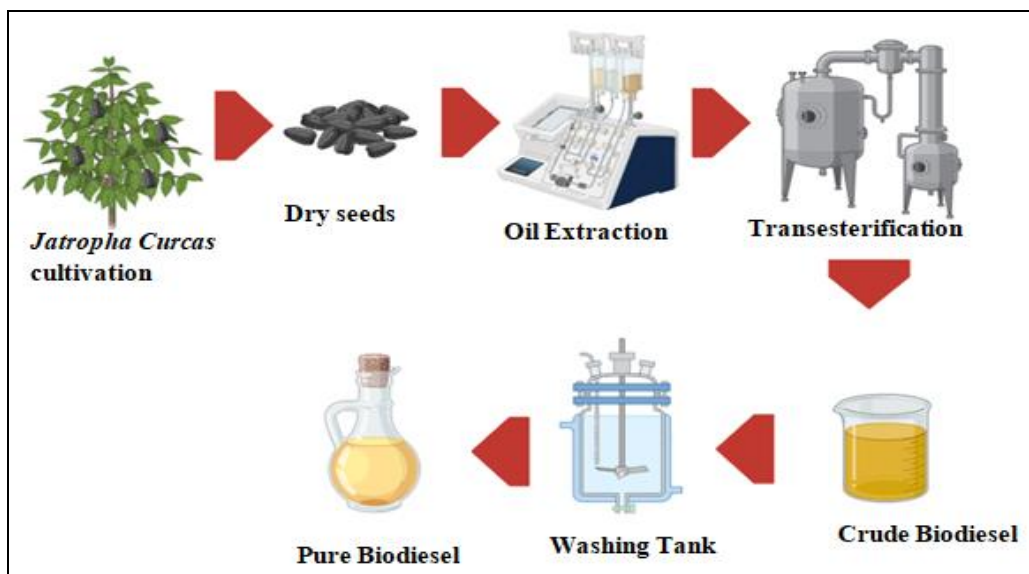 Jatropha Curcas
cultivation
Dry seeds
Oil Extraction
Transesterification
Crude Biodiesel
Washing Tank
Pure Biodiesel